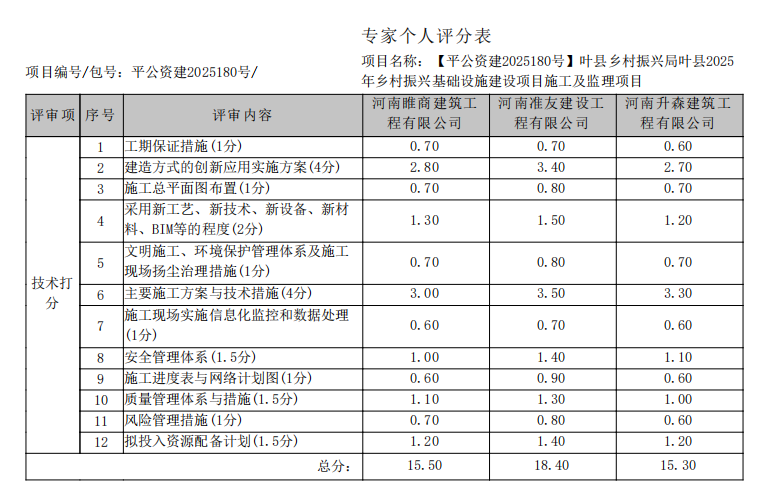 专家个人评分表
项目编号/包号: 平公资建2025180号/
项目名称: 【平公资建2025180号】叶县乡村振兴局叶县2025
年乡村振兴基础设施建设项目施工及监理项目
评审项 序号 评审内容 河南睢商建筑工程有限公司 河南准友建设工程有限公司 河南升森建筑工程有限公司
技术打分
1 工期保证措施(1分) 0.70 0.70 0.60
2 建造方式的创新应用实施方案(4分) 2.80 3.40 2.70
3 施工总平面图布置(1分) 0.70 0.80 0.70
4 采用新工艺、新技术、新设备、新材料、BIM等的程度(2分) 1.30 1.50 1.20
5 文明施工、环境保护管理体系及施工现场扬尘治理措施(1分) 0.70 0.80 0.70
6 主要施工方案与技术措施(4分) 3.00 3.50 3.30
7 施工现场实施信息化监控和数据处理(1分) 0.60 0.70 0.60
8 安全管理体系(1.5分) 1.00 1.40 1.10
9 施工进度表与网络计划图(1分) 0.60 0.90 0.60
10 质量管理体系与措施(1.5分) 1.10 1.30 1.00
11 风险管理措施(1分) 0.70 0.80 0.60
12 拟投入资源配备计划(1.5分) 1.20 1.40 1.20
总分: 15.50 18.40 15.30